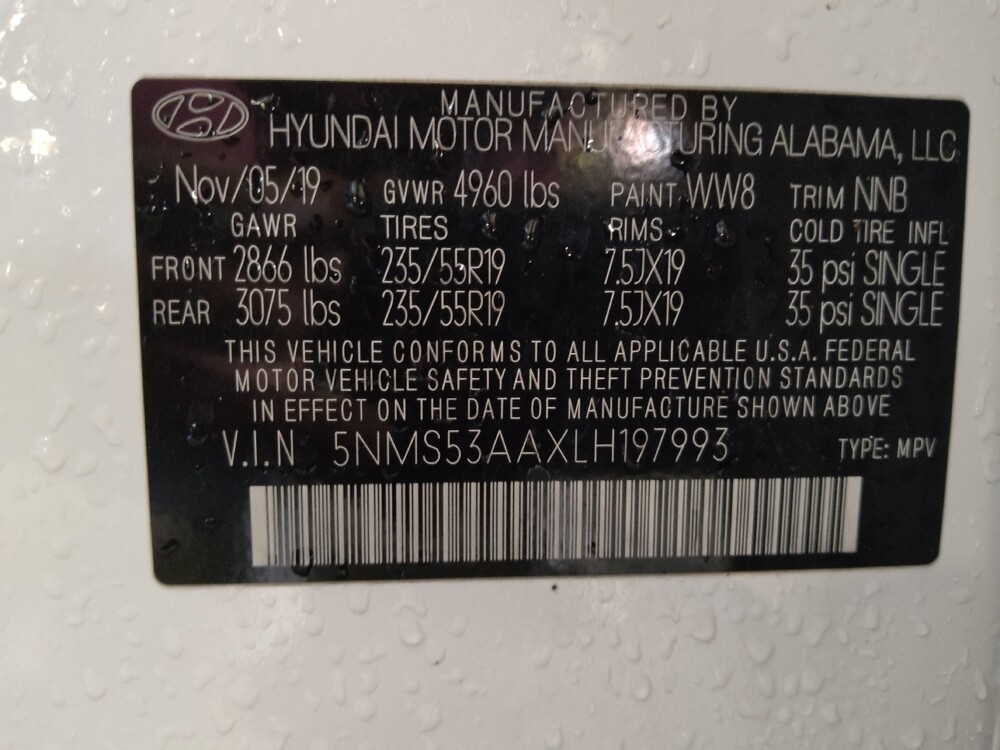 MANUFACTURED BY
HYUNDAI MOTOR MANUFACTURING ALABAMA, LLC
Nov/05/19 GVWR 4960 lbs PAINT WW8 TRIM NNB
GAWR TIRES RIMS COLD TIRE INFL
FRONT 2866 lbs 235/55R19 7.5JX19 35 psi SINGLE
REAR 3075 lbs 235/55R19 7.5JX19 35 psi SINGLE
THIS VEHICLE CONFORMS TO ALL APPLICABLE U.S.A. FEDERAL
MOTOR VEHICLE SAFETY AND THEFT PREVENTION STANDARDS
IN EFFECT ON THE DATE OF MANUFACTURE SHOWN ABOVE
V.I.N 5NMS53AAXLH197993 TYPE: MPV